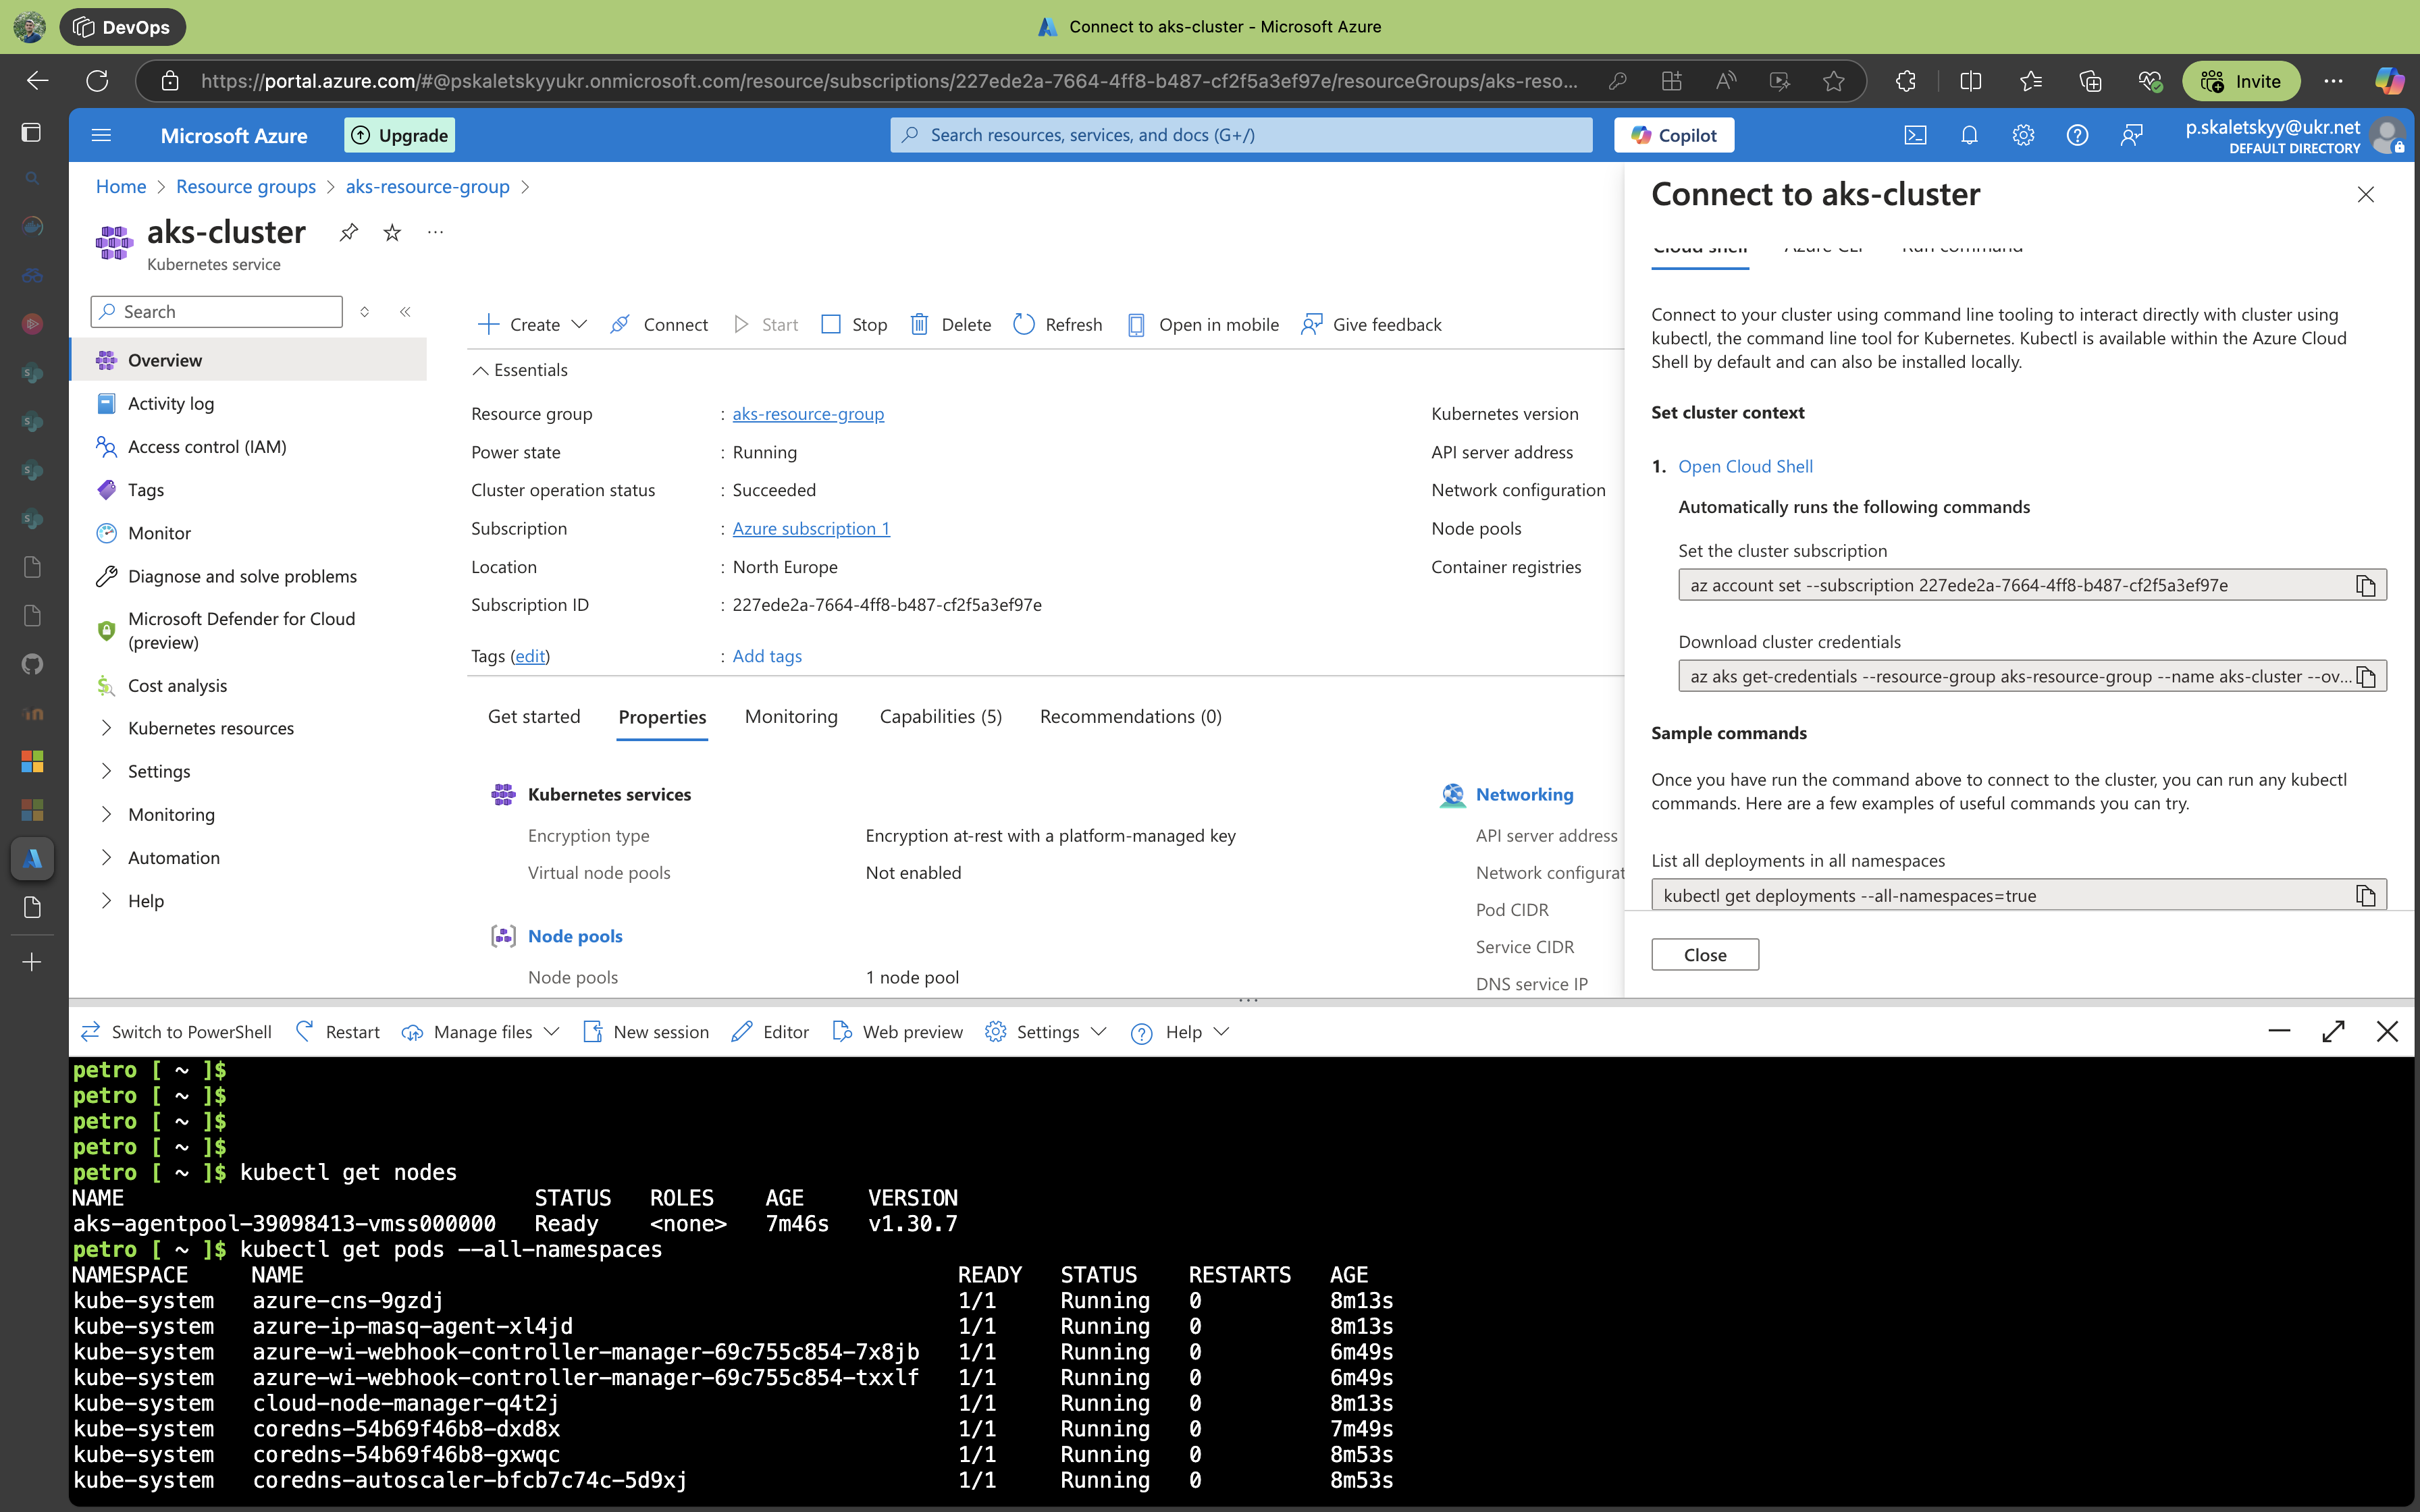 DevOps
Connect to aks-cluster - Microsoft Azure
https://portal.azure.com/#@pskaletskyyukr.onmicrosoft.com/resource/subscriptions/227ede2a-7664-4ff8-b487-cf2f5a3ef97e/resourceGroups/aks-reso...
Invite
Microsoft Azure
Upgrade
Search resources, services, and docs (G+/)
Copilot
p.skaletskyy@ukr.net
DEFAULT DIRECTORY
Home > Resource groups > aks-resource-group >
aks-cluster
Kubernetes service
Search
Overview
Activity log
Access control (IAM)
Tags
Monitor
Diagnose and solve problems
Microsoft Defender for Cloud
(preview)
Cost analysis
Kubernetes resources
Settings
Monitoring
Automation
Help
Create
Connect
Start
Stop
Delete
Refresh
Open in mobile
Give feedback
Essentials
Resource group : aks-resource-group
Power state : Running
Cluster operation status : Succeeded
Subscription : Azure subscription 1
Location : North Europe
Subscription ID : 227ede2a-7664-4ff8-b487-cf2f5a3ef97e
Tags (edit) : Add tags
Kubernetes version
API server address
Network configuration
Node pools
Container registries
Get started
Properties
Monitoring
Capabilities (5)
Recommendations (0)
Kubernetes services
Encryption type Encryption at-rest with a platform-managed key
Virtual node pools Not enabled
Node pools
Node pools 1 node pool
Networking
API server address
Network configurat
Pod CIDR
Service CIDR
DNS service IP
Connect to aks-cluster
Cloud shell
Azure CLI
Run command
Connect to your cluster using command line tooling to interact directly with cluster using
kubectl, the command line tool for Kubernetes. Kubectl is available within the Azure Cloud
Shell by default and can also be installed locally.
Set cluster context
1. Open Cloud Shell
Automatically runs the following commands
Set the cluster subscription
az account set --subscription 227ede2a-7664-4ff8-b487-cf2f5a3ef97e
Download cluster credentials
az aks get-credentials --resource-group aks-resource-group --name aks-cluster --ov...
Sample commands
Once you have run the command above to connect to the cluster, you can run any kubectl
commands. Here are a few examples of useful commands you can try.
List all deployments in all namespaces
kubectl get deployments --all-namespaces=true
Close
Switch to PowerShell
Restart
Manage files
New session
Editor
Web preview
Settings
Help
petro [ ~ ]$
petro [ ~ ]$
petro [ ~ ]$
petro [ ~ ]$
petro [ ~ ]$ kubectl get nodes
NAME STATUS ROLES AGE VERSION
aks-agentpool-39098413-vmss000000 Ready <none> 7m46s v1.30.7
petro [ ~ ]$ kubectl get pods --all-namespaces
NAMESPACE NAME READY STATUS RESTARTS AGE
kube-system azure-cns-9gzdj 1/1 Running 0 8m13s
kube-system azure-ip-masq-agent-xl4jd 1/1 Running 0 8m13s
kube-system azure-wi-webhook-controller-manager-69c755c854-7x8jb 1/1 Running 0 6m49s
kube-system azure-wi-webhook-controller-manager-69c755c854-txxlf 1/1 Running 0 6m49s
kube-system cloud-node-manager-q4t2j 1/1 Running 0 8m13s
kube-system coredns-54b69f46b8-dxd8x 1/1 Running 0 7m49s
kube-system coredns-54b69f46b8-gxwqc 1/1 Running 0 8m53s
kube-system coredns-autoscaler-bfcb7c74c-5d9xj 1/1 Running 0 8m53s